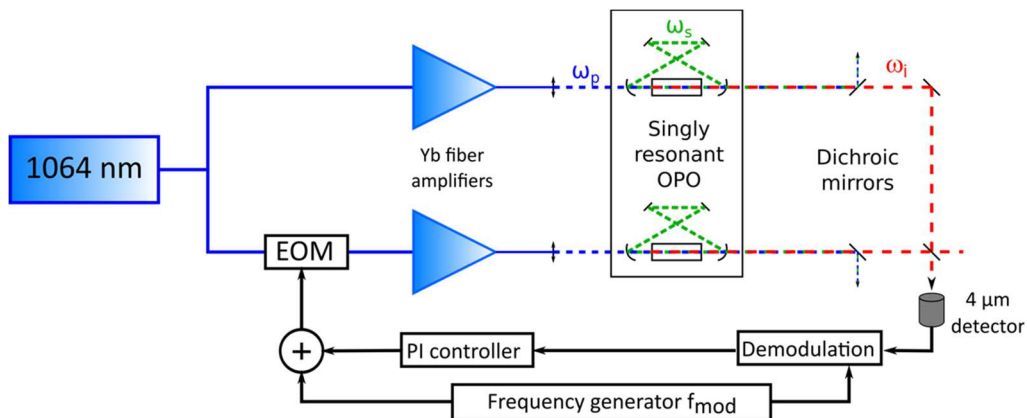 ωs
ωp
ωi
1064 nm
Yb fiber
amplifiers
Singly
resonant
OPO
Dichroic
mirrors
EOM
4 μm
detector
+
PI controller
Demodulation
Frequency generator fmod